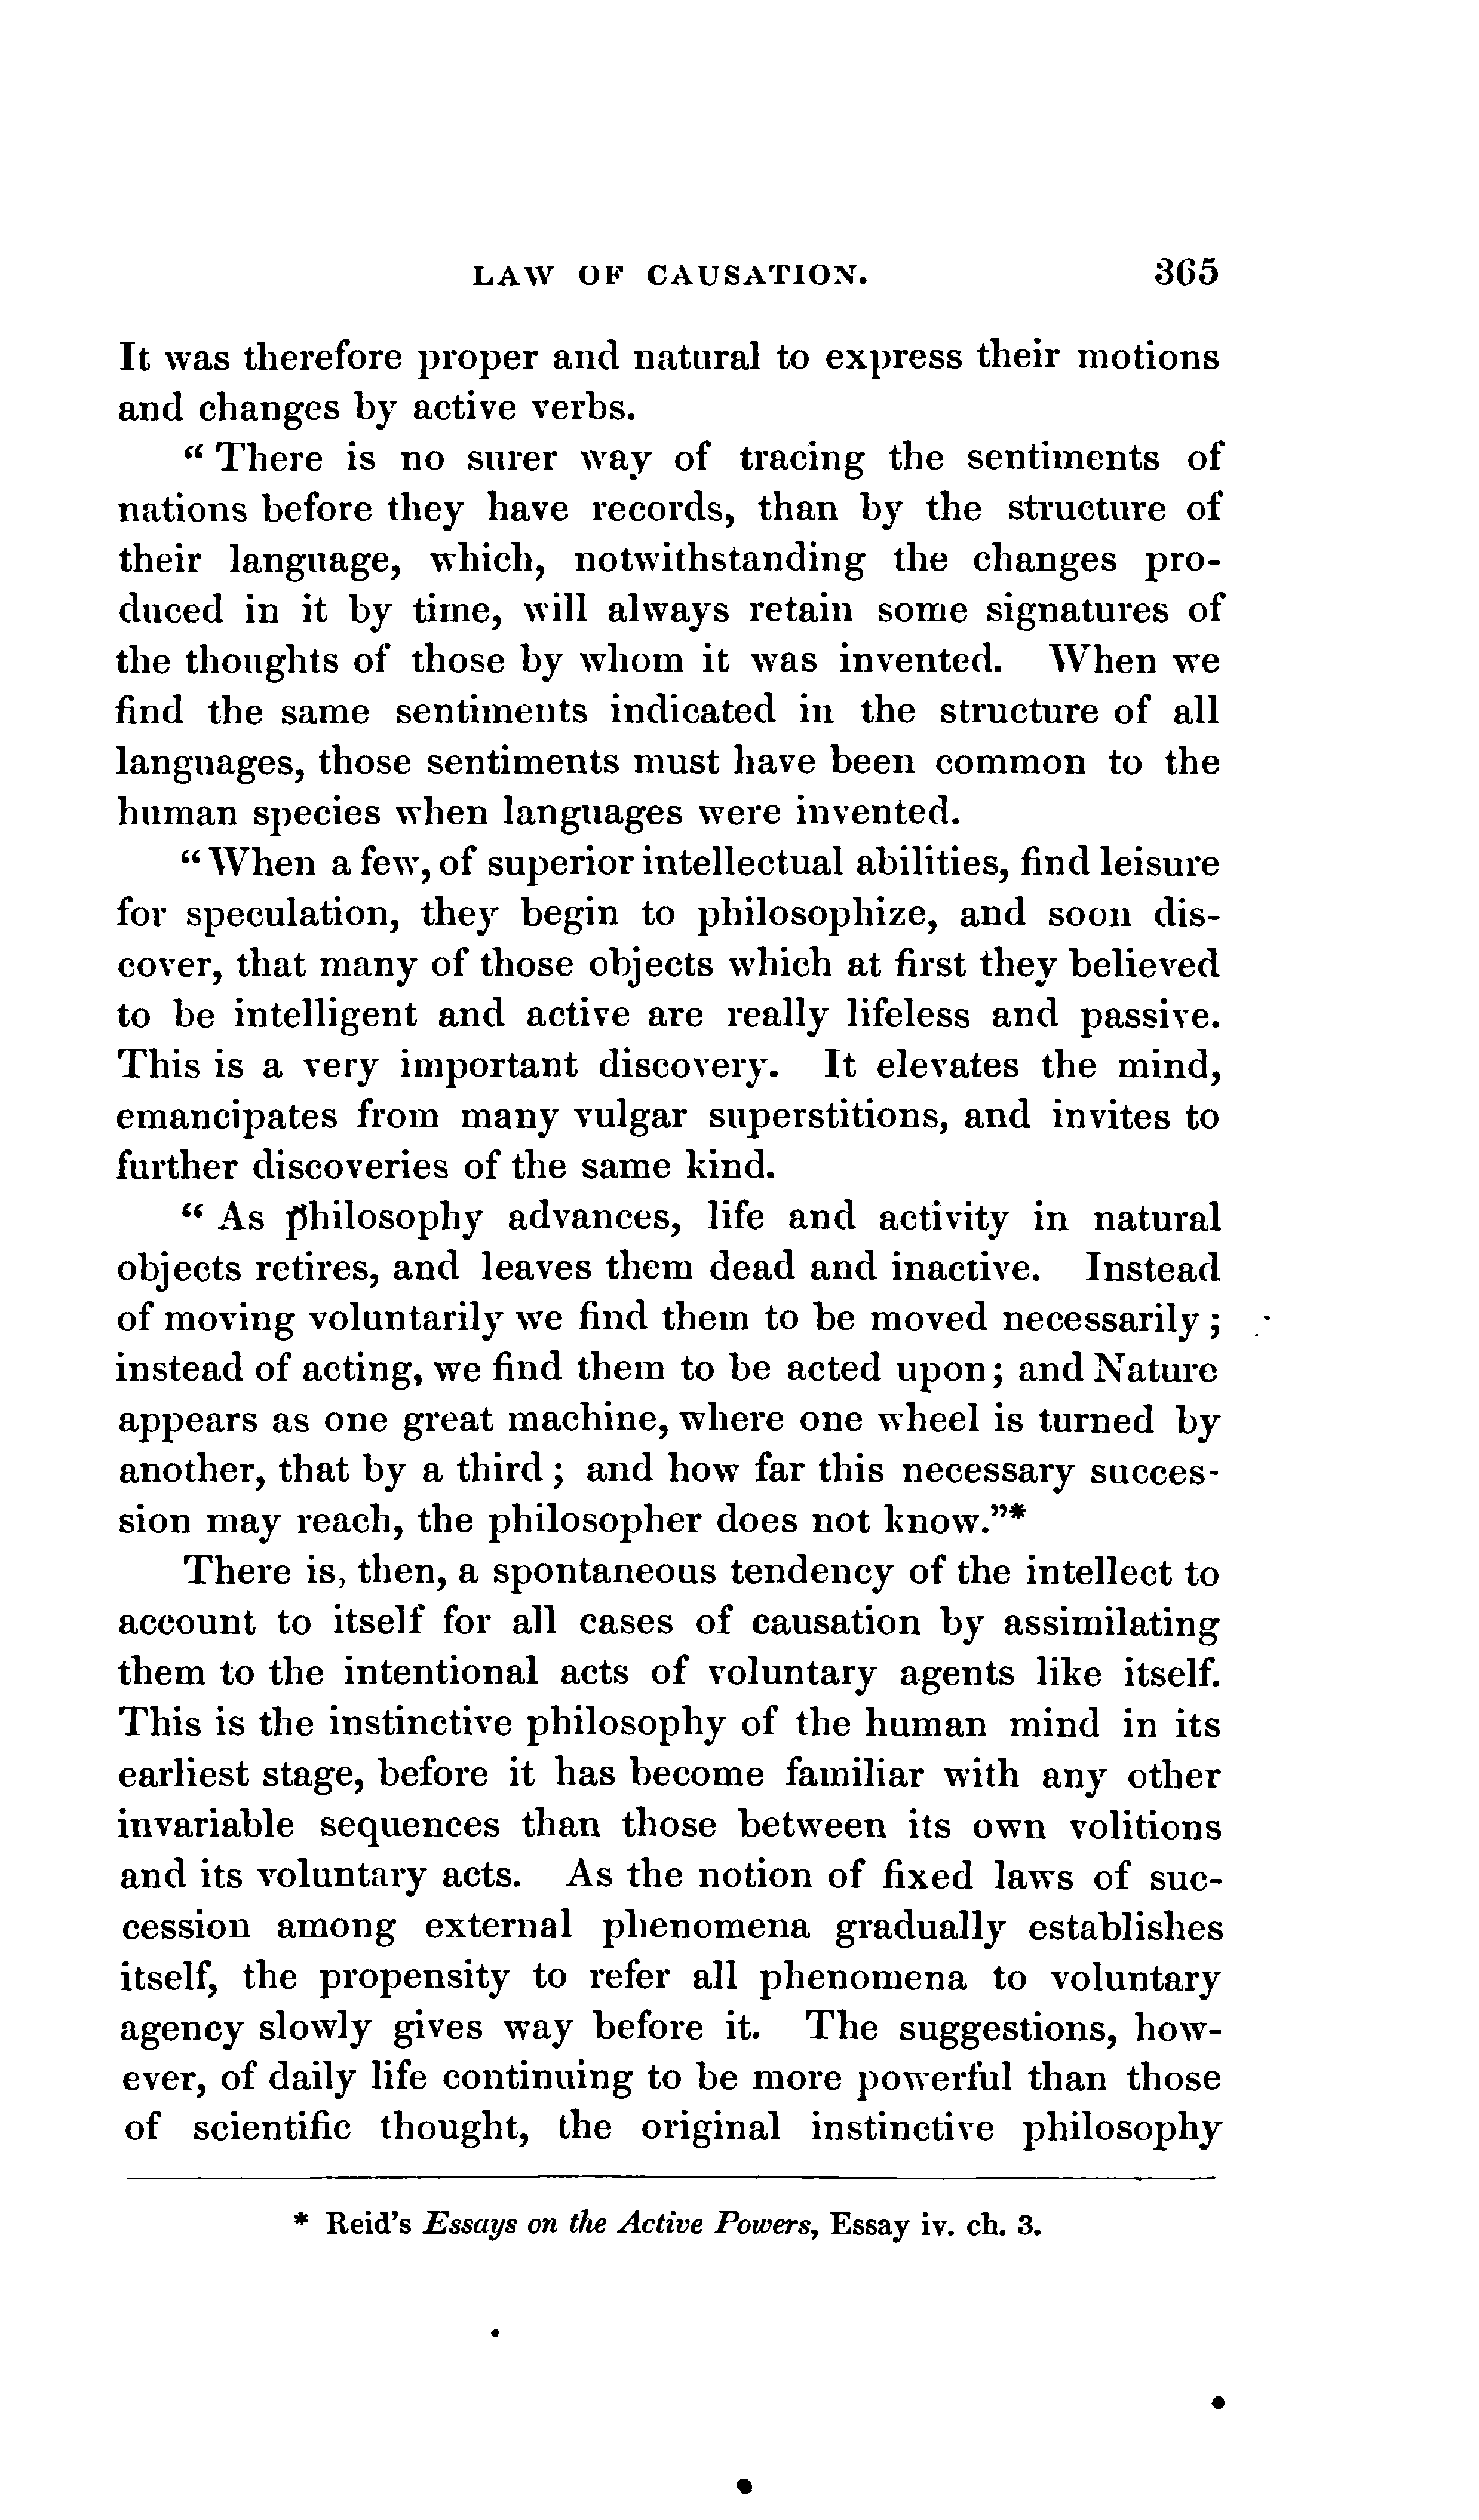 LAW OF CAUSATION. 365
It was therefore proper and natural to express their motions
and changes by active verbs.
“ There is no surer way of tracing the sentiments of
nations before they have records, than by the structure of
their language, which, notwithstanding the changes pro-
duced in it by time, will always retain some signatures of
the thoughts of those by whom it was invented. When we
find the same sentiments indicated in the structure of all
languages, those sentiments must have been common to the
human species when languages were invented.
“ When a few, of superior intellectual abilities, find leisure
for speculation, they begin to philosophize, and soon dis-
cover, that many of those objects which at first they believed
to be intelligent and active are really lifeless and passive.
This is a very important discovery. It elevates the mind,
emancipates from many vulgar superstitions, and invites to
further discoveries of the same kind.
“ As philosophy advances, life and activity in natural
objects retires, and leaves them dead and inactive. Instead
of moving voluntarily we find them to be moved necessarily ;
instead of acting, we find them to be acted upon ; and Nature
appears as one great machine, where one wheel is turned by
another, that by a third ; and how far this necessary succes-
sion may reach, the philosopher does not know.”*
There is, then, a spontaneous tendency of the intellect to
account to itself for all cases of causation by assimilating
them to the intentional acts of voluntary agents like itself.
This is the instinctive philosophy of the human mind in its
earliest stage, before it has become familiar with any other
invariable sequences than those between its own volitions
and its voluntary acts. As the notion of fixed laws of suc-
cession among external phenomena gradually establishes
itself, the propensity to refer all phenomena to voluntary
agency slowly gives way before it. The suggestions, how-
ever, of daily life continuing to be more powerful than those
of scientific thought, the original instinctive philosophy
* Reid’s Essays on the Active Powers, Essay iv. ch. 3.